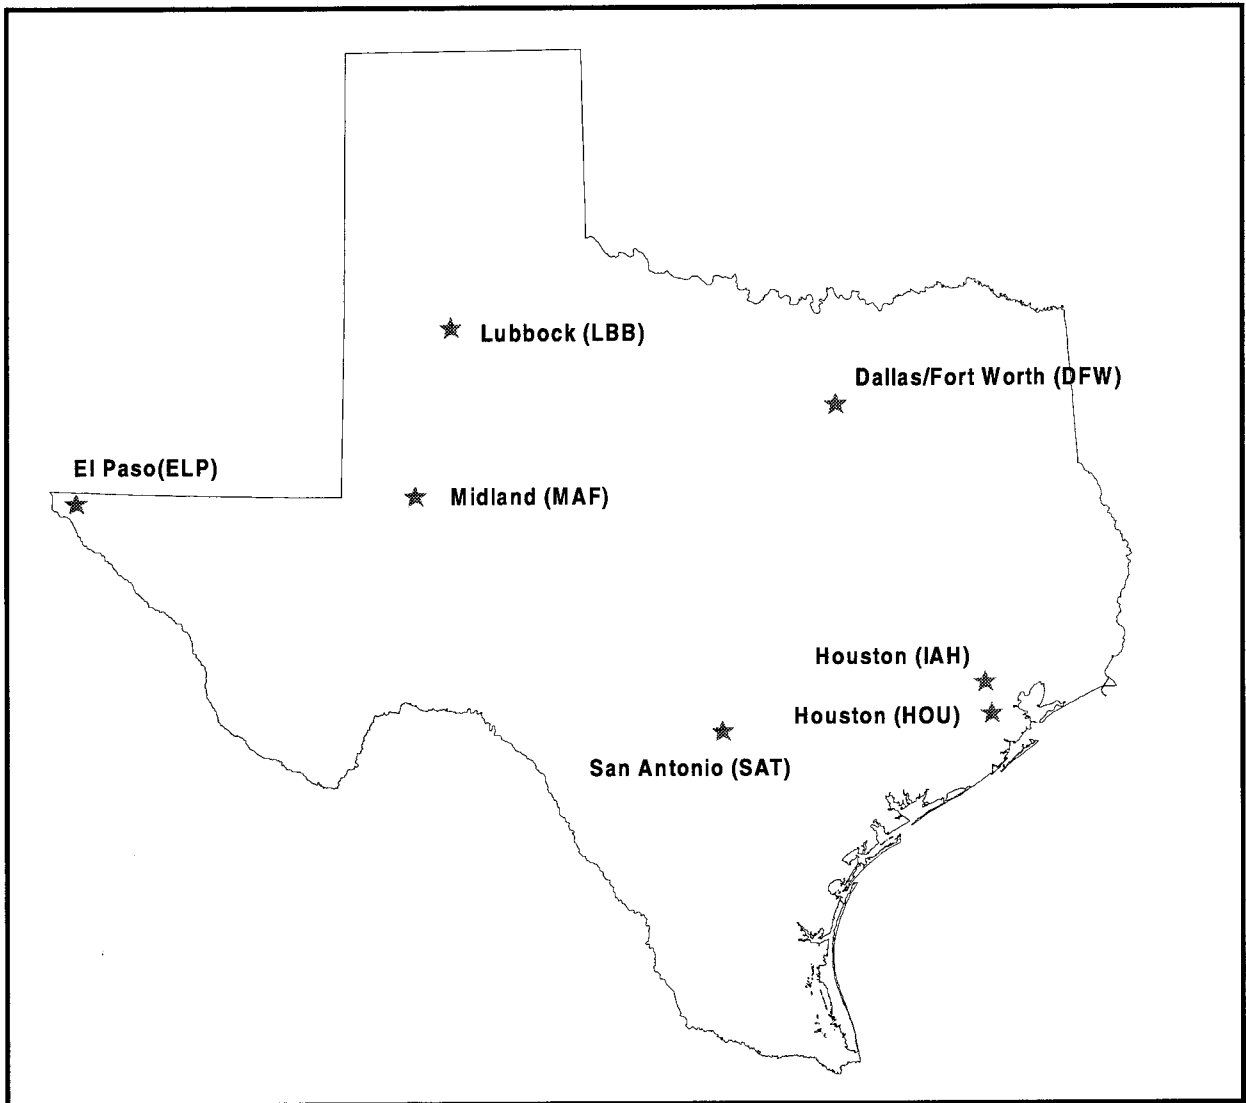 Lubbock (LBB)
Dallas/Fort Worth (DFW)
El Paso(ELP)
Midland (MAF)
Houston (IAH)
Houston (HOU)
San Antonio (SAT)